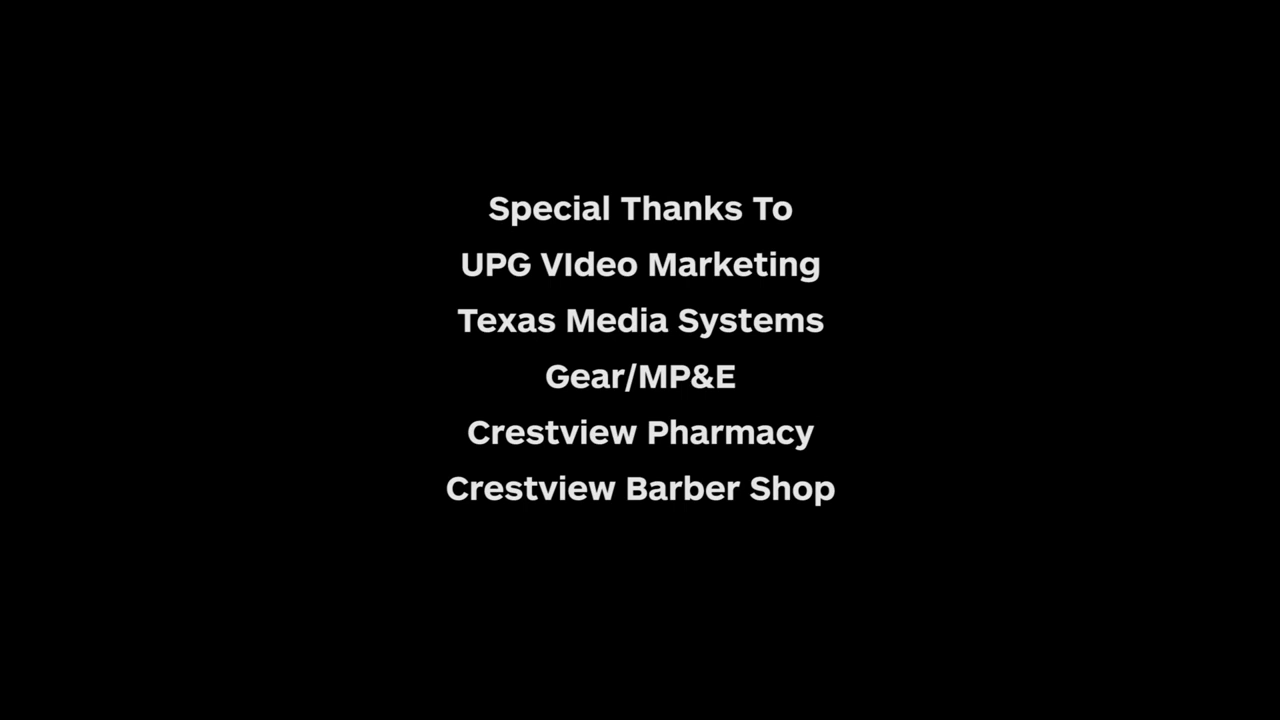 Special Thanks To
UPG VIdeo Marketing
Texas Media Systems
Gear/MP&E
Crestview Pharmacy
Crestview Barber Shop